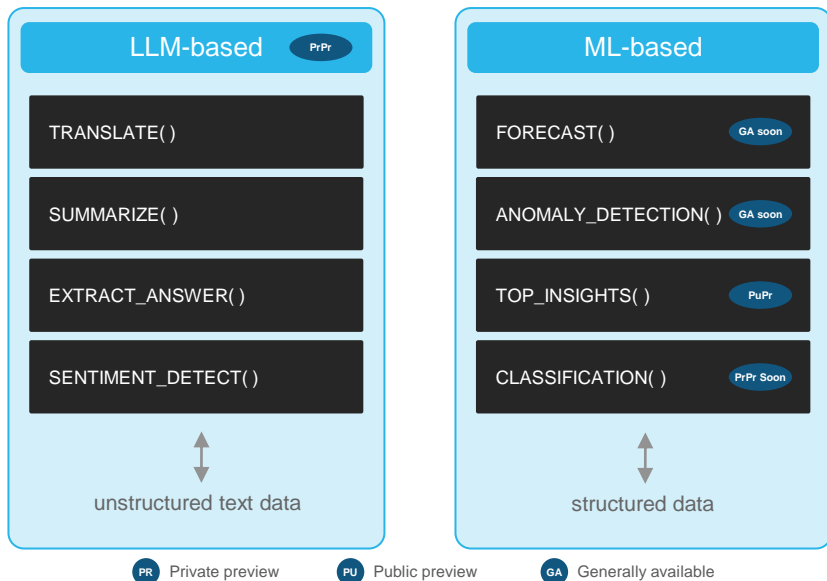 LLM-based PrPr
TRANSLATE( )
SUMMARIZE( )
EXTRACT_ANSWER( )
SENTIMENT_DETECT( )
unstructured text data
ML-based
FORECAST( ) GA soon
ANOMALY_DETECTION( ) GA soon
TOP_INSIGHTS( ) PuPr
CLASSIFICATION( ) PrPr Soon
structured data
PR Private preview
PU Public preview
GA Generally available